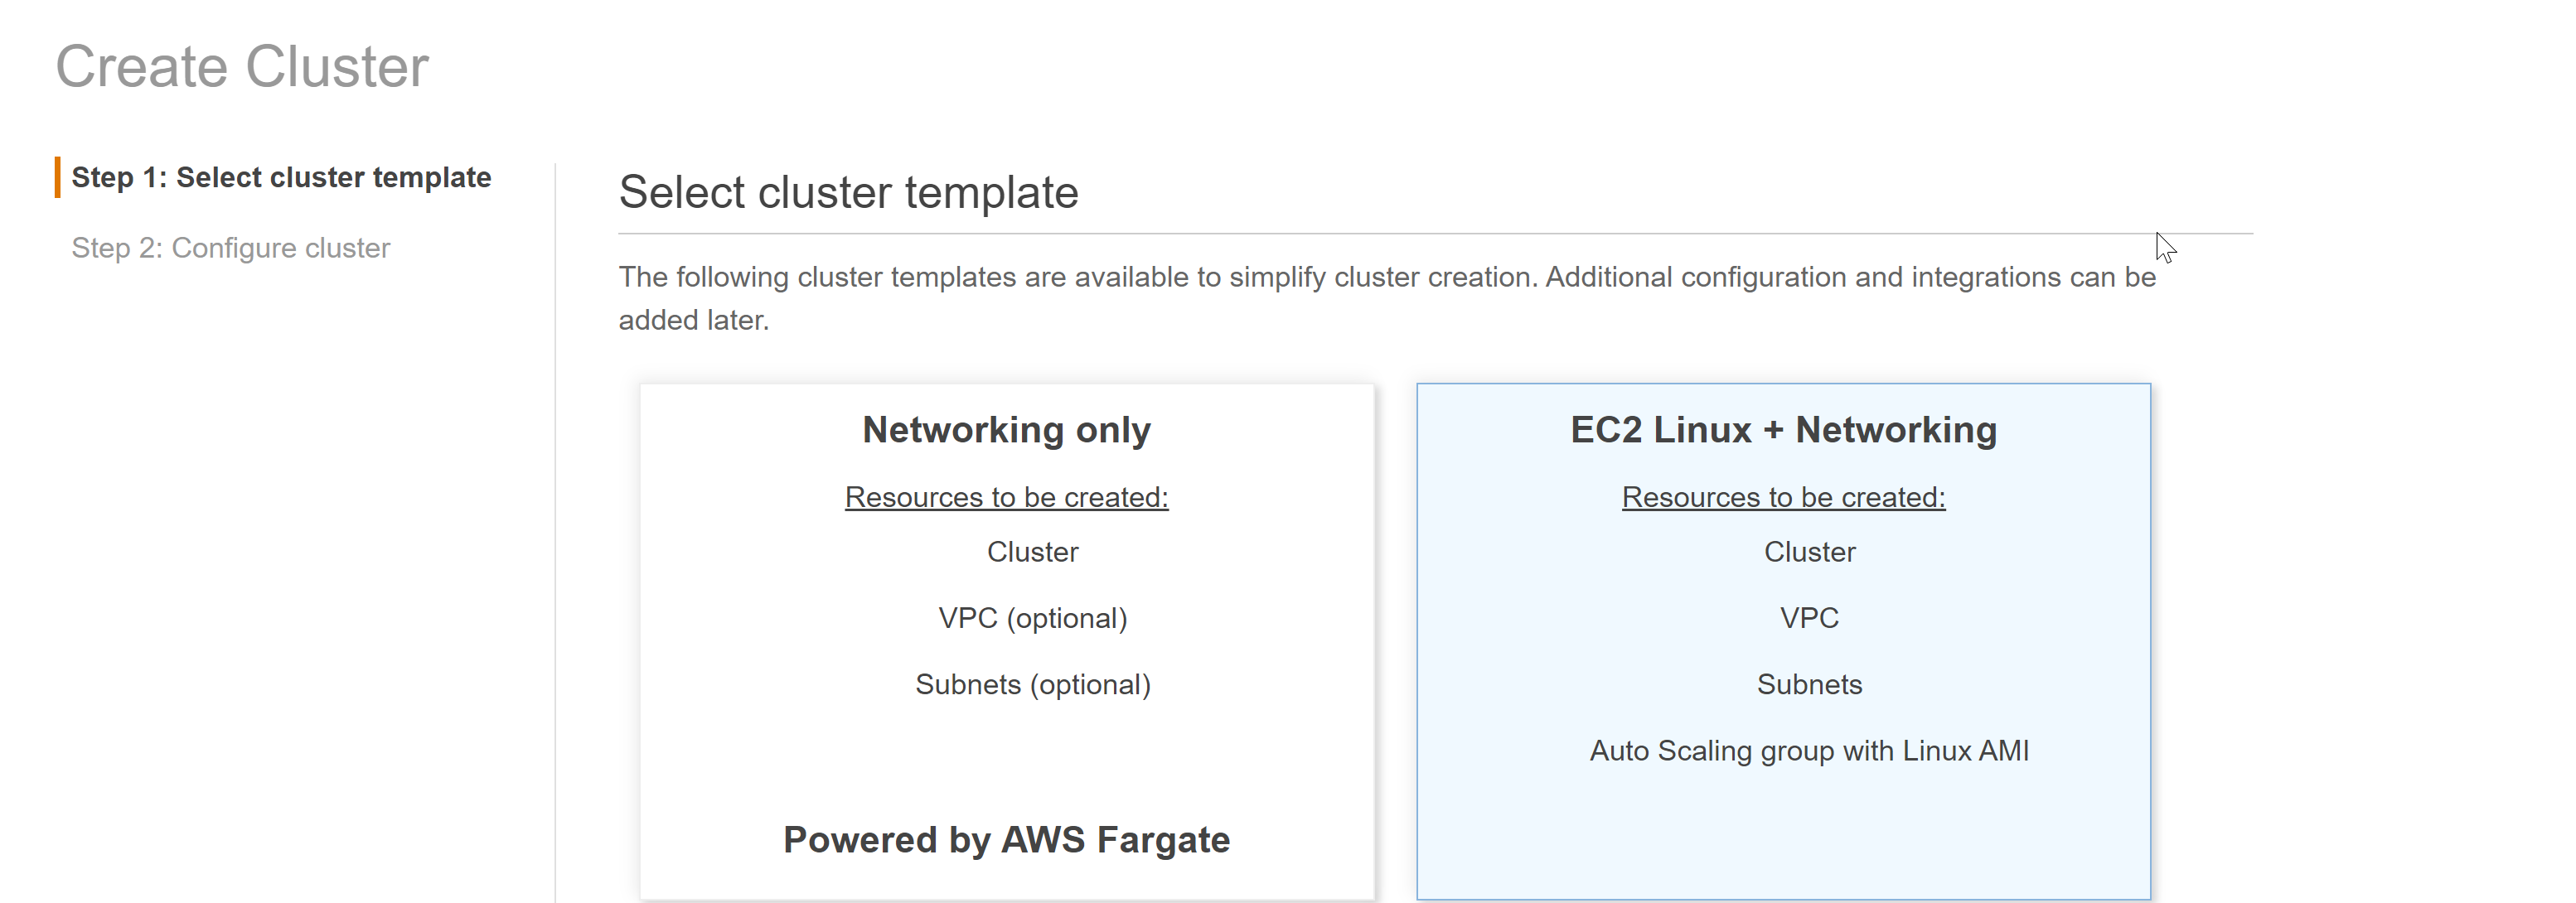 Create Cluster
Step 1: Select cluster template
Step 2: Configure cluster
Select cluster template
The following cluster templates are available to simplify cluster creation. Additional configuration and integrations can be
added later.
Networking only
Resources to be created:
Cluster
VPC (optional)
Subnets (optional)
Powered by AWS Fargate
EC2 Linux + Networking
Resources to be created:
Cluster
VPC
Subnets
Auto Scaling group with Linux AMI